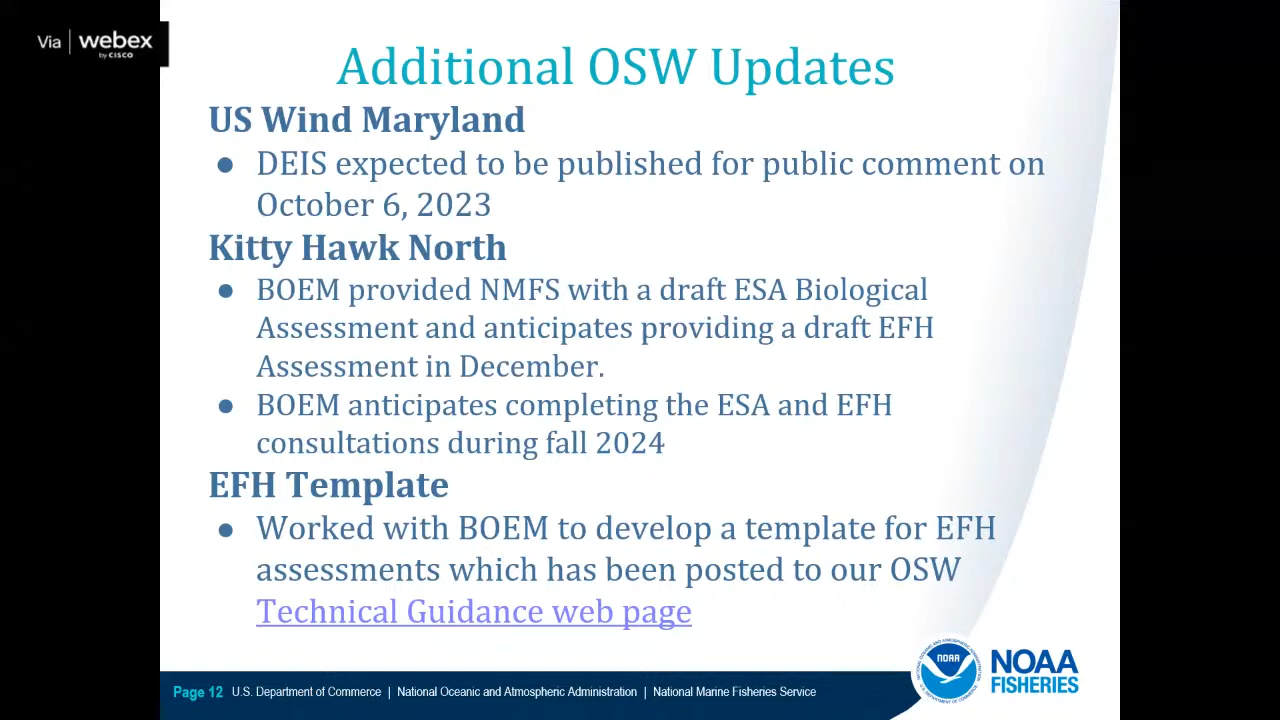 Via | webex
by CISCO
Additional OSW Updates
US Wind Maryland
● DEIS expected to be published for public comment on
October 6, 2023
Kitty Hawk North
● BOEM provided NMFS with a draft ESA Biological
Assessment and anticipates providing a draft EFH
Assessment in December.
● BOEM anticipates completing the ESA and EFH
consultations during fall 2024
EFH Template
● Worked with BOEM to develop a template for EFH
assessments which has been posted to our OSW
Technical Guidance web page
NOAA
NOAA
FISHERIES
Page 12 U.S. Department of Commerce | National Oceanic and Atmospheric Administration | National Marine Fisheries Service